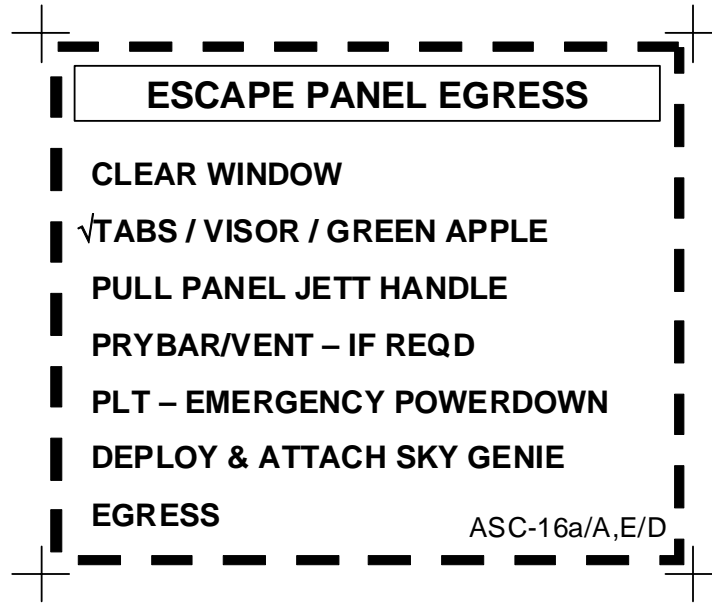 ESCAPE PANEL EGRESS
CLEAR WINDOW
√TABS / VISOR / GREEN APPLE
PULL PANEL JETT HANDLE
PRYBAR/VENT – IF REQD
PLT – EMERGENCY POWERDOWN
DEPLOY & ATTACH SKY GENIE
EGRESS
ASC-16a/A,E/D